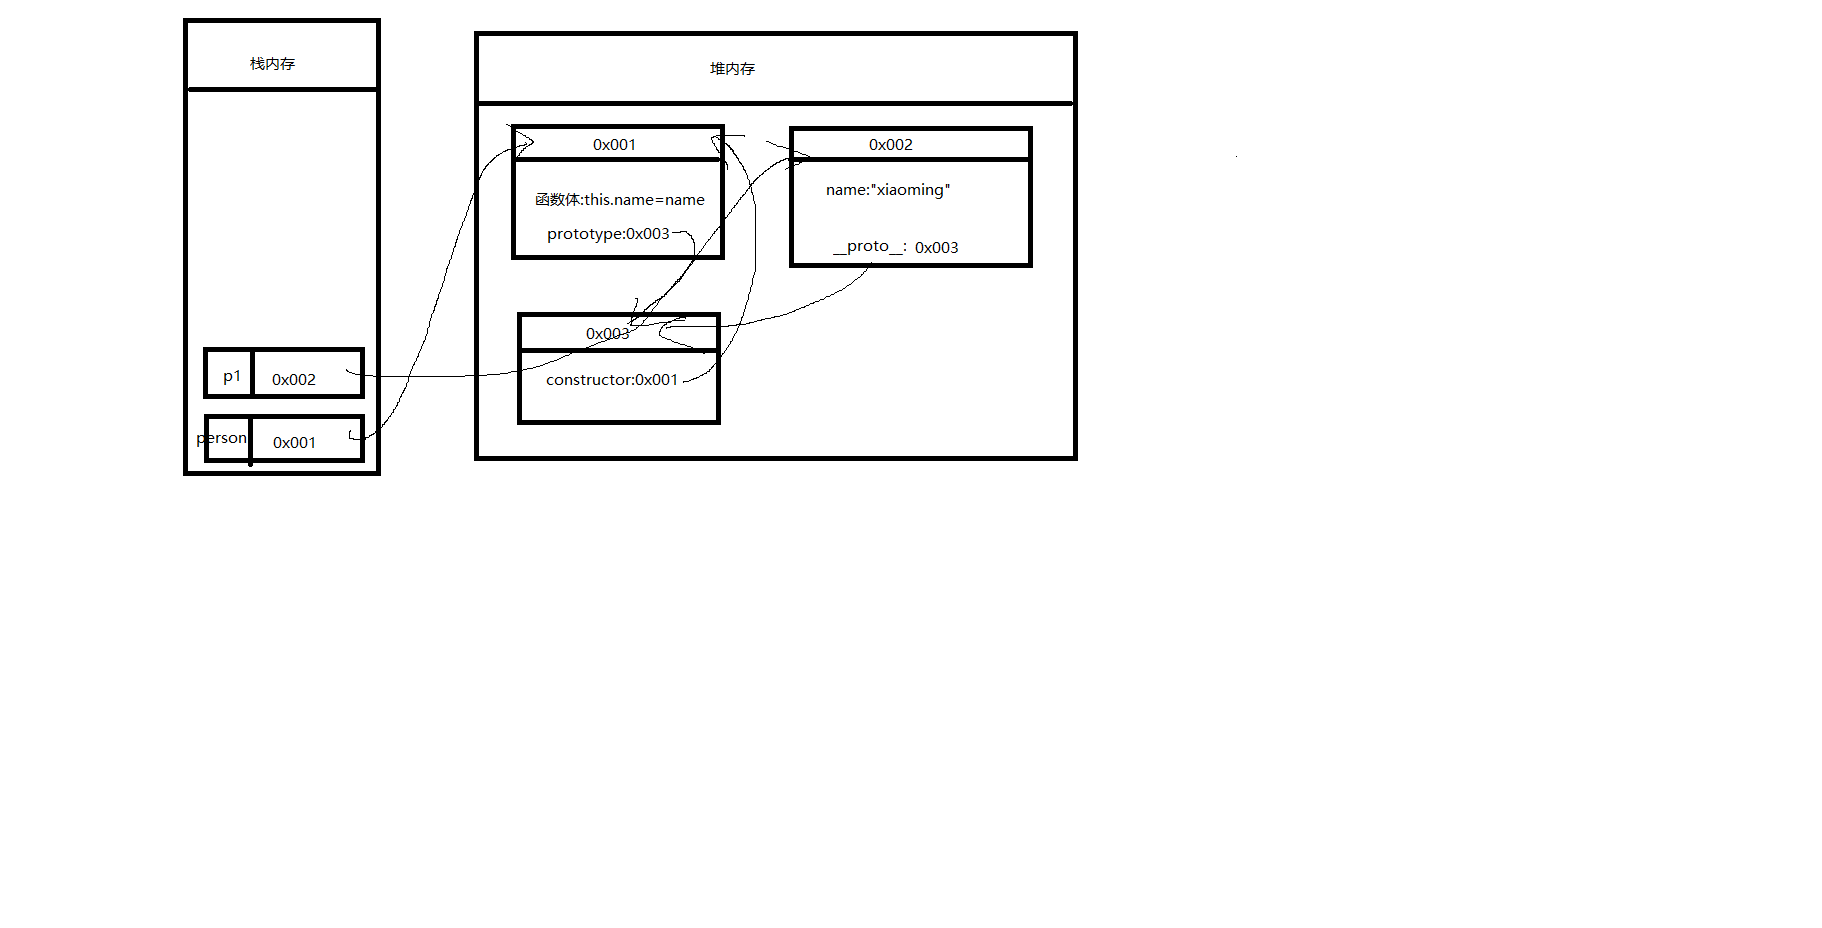 栈内存
p1
0x002
person
0x001
堆内存
0x001
函数体:this.name=name
prototype:0x003
0x002
name:"xiaoming"
__proto__: 0x003
0x003
constructor:0x001